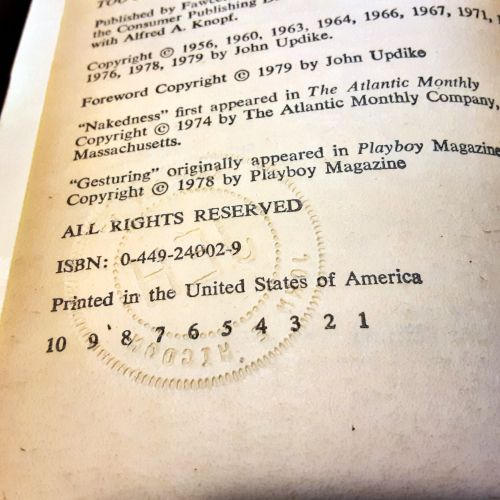 TOO
Published by Fawce
the Consumer Publishing
with Alfred A. Knopf.
Copyright © 1956, 1960, 1963, 1964, 1966, 1967, 1971,
1976, 1978, 1979 by John Updike.
Foreword Copyright © 1979 by John Updike
"Nakedness" first appeared in The Atlantic Monthly
Copyright © 1974 by The Atlantic Monthly Company,
Massachusetts.
"Gesturing" originally appeared in Playboy Magazine
Copyright © 1978 by Playboy Magazine
ALL RIGHTS RESERVED
ISBN: 0-449-24002-9
Printed in the United States of America
10 9 8 7 6 5 4 3 2 1